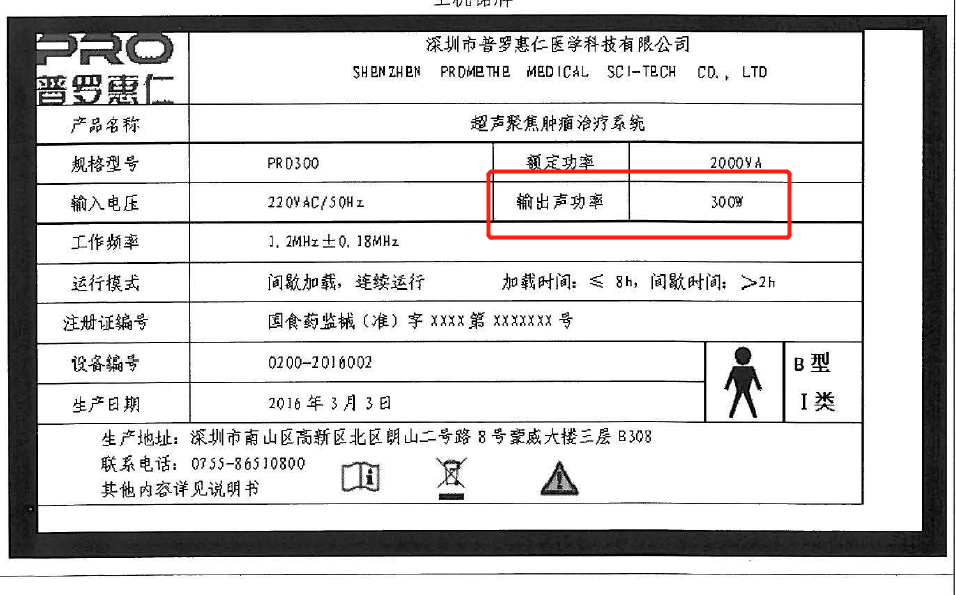 主机铭牌
PRO
普罗惠仁
深圳市普罗惠仁医学科技有限公司
SHENZHEN PROMETHE MEDICAL SCI-TECH CO., LTD
产品名称 超声聚焦肿瘤治疗系统
规格型号 PRO300 额定功率 2000VA
输入电压 220VAC/50Hz 输出声功率 300W
工作频率 1.2MHz±0.18MHz
运行模式 间歇加载，连续运行 加载时间：≤ 8h，间歇时间：＞2h
注册证编号 国食药监械（准）字 XXXX 第 XXXXXXX 号
设备编号 0200-2016002
B 型
I 类
生产日期 2016 年 3 月 3 日
生产地址：深圳市南山区高新区北区朗山二号路 8 号豪威大楼三层 B308
联系电话：0755-86510800
其他内容详见说明书